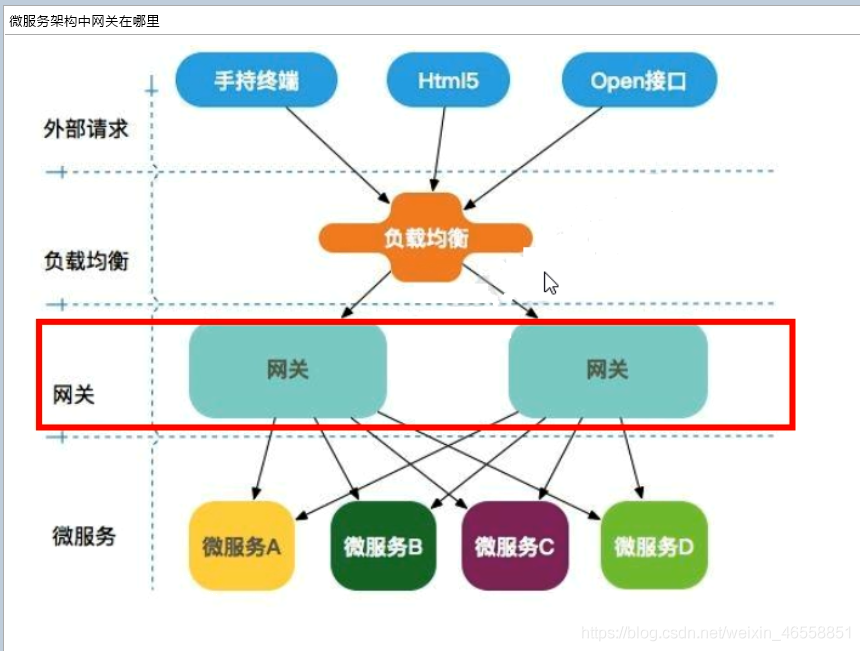 微服务架构中网关在哪里
手持终端 Html5 Open接口
外部请求
负载均衡
负载均衡
网关 网关
网关
微服务
微服务A 微服务B 微服务C 微服务D
https://blog.csdn.net/weixin_46558851